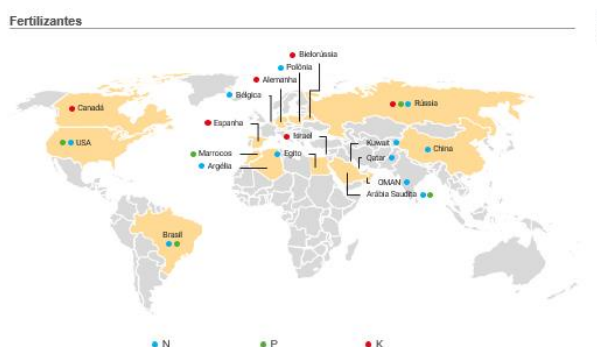 Fertilizantes
Bielorússia
Polônia
Alemanha
Bélgica
Canadá
Rússia
Espanha
Israel
USA
Kuwait
China
Marrocos
Egito
Qatar
Argélia
OMAN
Arábia Saudita
Brasil
N P K